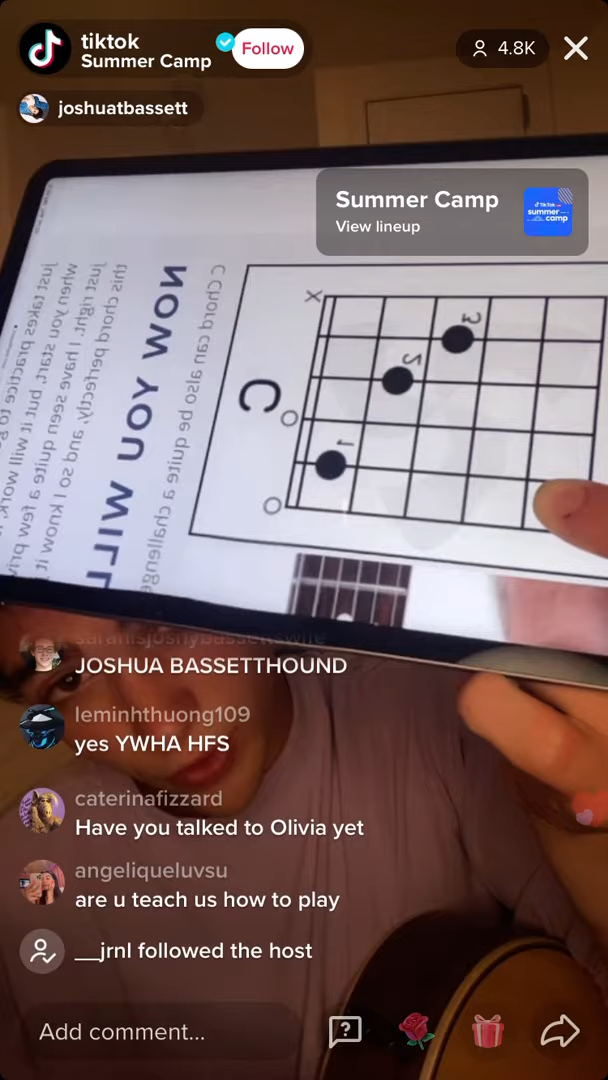 tiktok
Summer Camp
Follow
4.8K
joshuatbassett
Summer Camp
View lineup
TikTok
summer
camp
C Chord can also be quite a challenge
NOW YOU WILL
this chord perfectly, and so I know it
just right. I have seen quite a few priv
when you start, but it will work.
just takes practice to
C
X
3
2
1
JOSHUA BASSETTHOUND
leminhthuong109
yes YWHA HFS
caterinafizzard
Have you talked to Olivia yet
angeliqueluvsu
are u teach us how to play
__jrnl followed the host
Add comment...